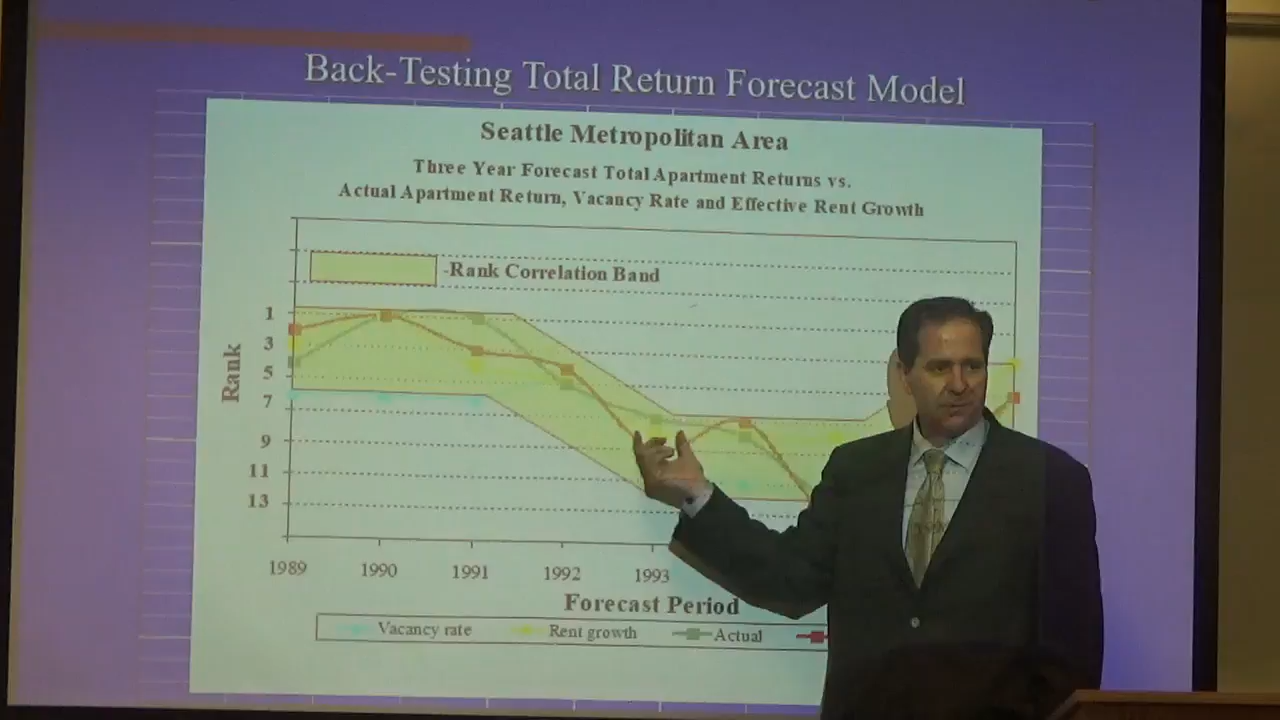 Back-Testing Total Return Forecast Model
Seattle Metropolitan Area
Three Year Forecast Total Apartment Returns vs.
Actual Apartment Return, Vacancy Rate and Effective Rent Growth
-Rank Correlation Band
Rank
1
3
5
7
9
11
13
1989 1990 1991 1992 1993
Forecast Period
Vacancy rate Rent growth Actual